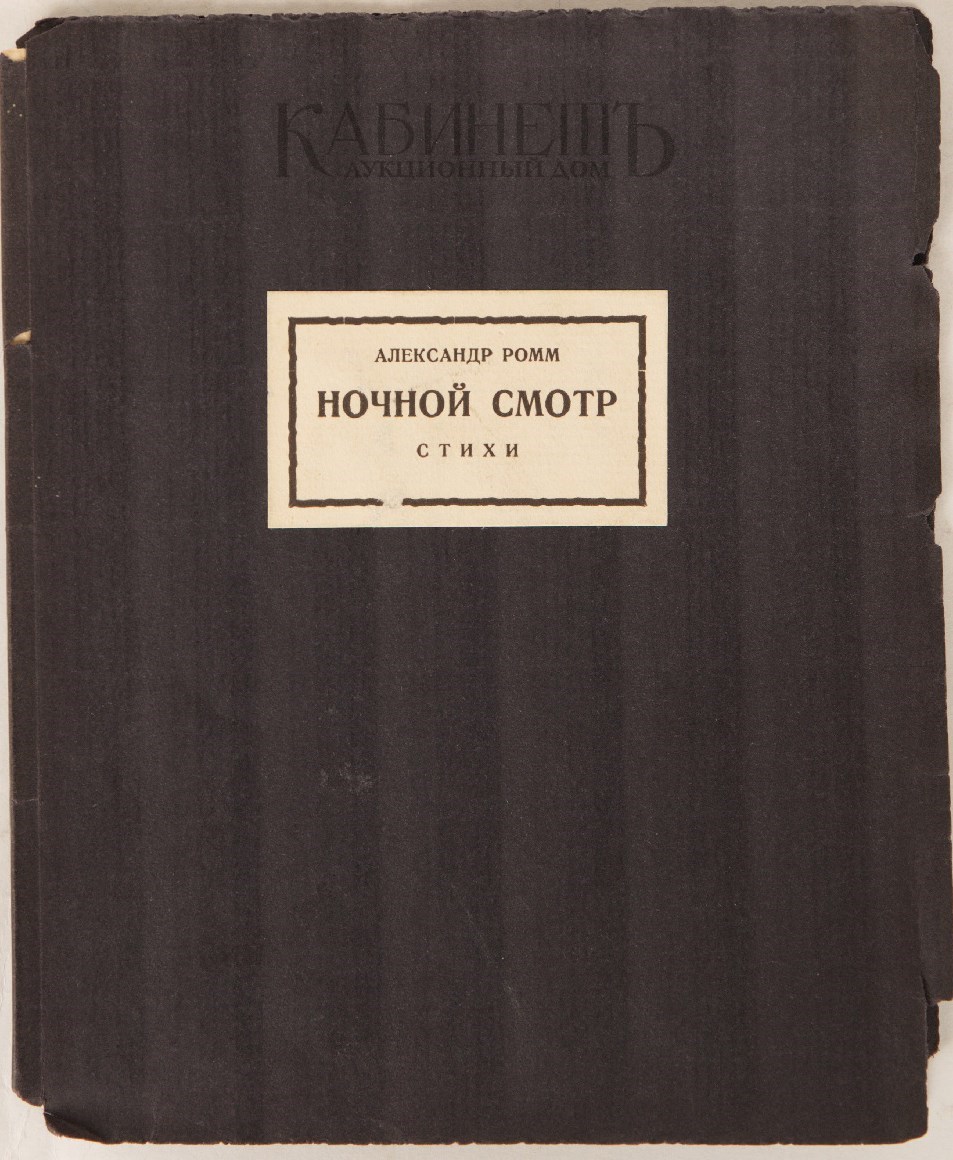 КАБИНЕТЪ
АУКЦИОННЫЙ ДОМ
АЛЕКСАНДР РОММ
НОЧНОЙ СМОТР
СТИХИ